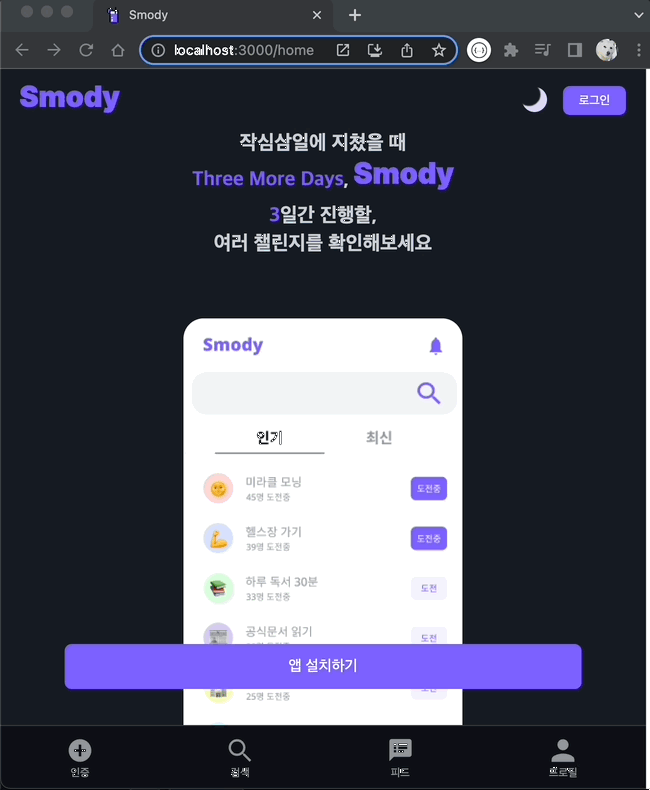 Smody
localhost:3000/home
Smody
로그인
작심삼일에 지쳤을 때
Three More Days, Smody
3일간 진행할,
여러 챌린지를 확인해보세요
Smody
인기
최신
미라클 모닝
45명 도전중
도전중
헬스장 가기
39명 도전중
도전중
하루 독서 30분
33명 도전중
도전
공식문서 읽기
도전
앱 설치하기
25명 도전중
인증
검색
피드
프로필